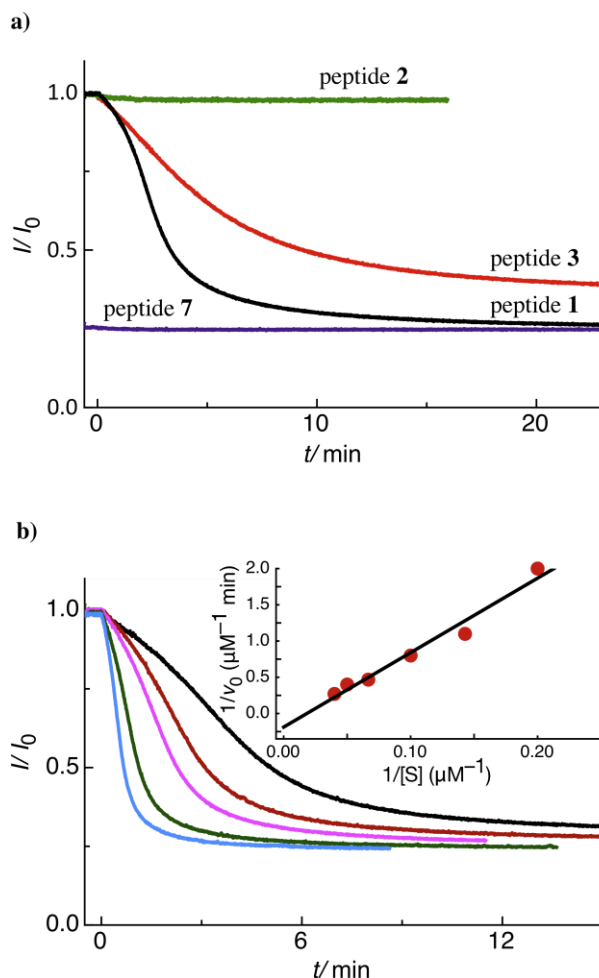 a)
peptide 2
1.0
I/I₀
0.5
peptide 3
peptide 7
peptide 1
0.0
0
10
20
t/ min
b)
2.0
1.5
1.0
0.5
0.0
1/v₀ (μM⁻¹ min)
0.00
0.10
0.20
1/[S] (μM⁻¹)
1.0
I/I₀
0.5
0.0
0
6
12
t/ min